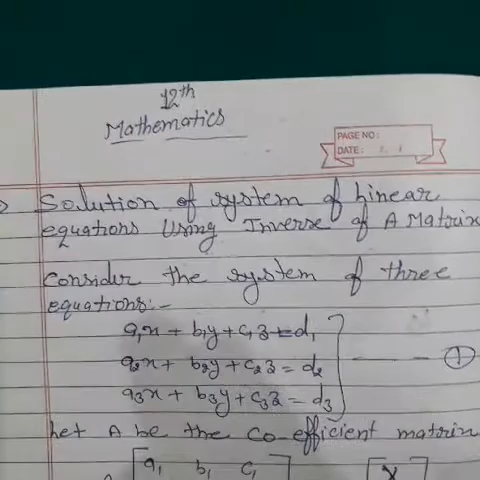 12th
Mathematics
PAGE NO:
DATE:
Solution of system of Linear
equations Using Inverse of A Matrix
Consider the system of three
equations:-
a₁x + b₁y + c₁z = d₁
a₂x + b₂y + c₂z = d₂ ①
a₃x + b₃y + c₃z = d₃
Let A be the Co-efficient matrix
a₁ b₁ c₁ x